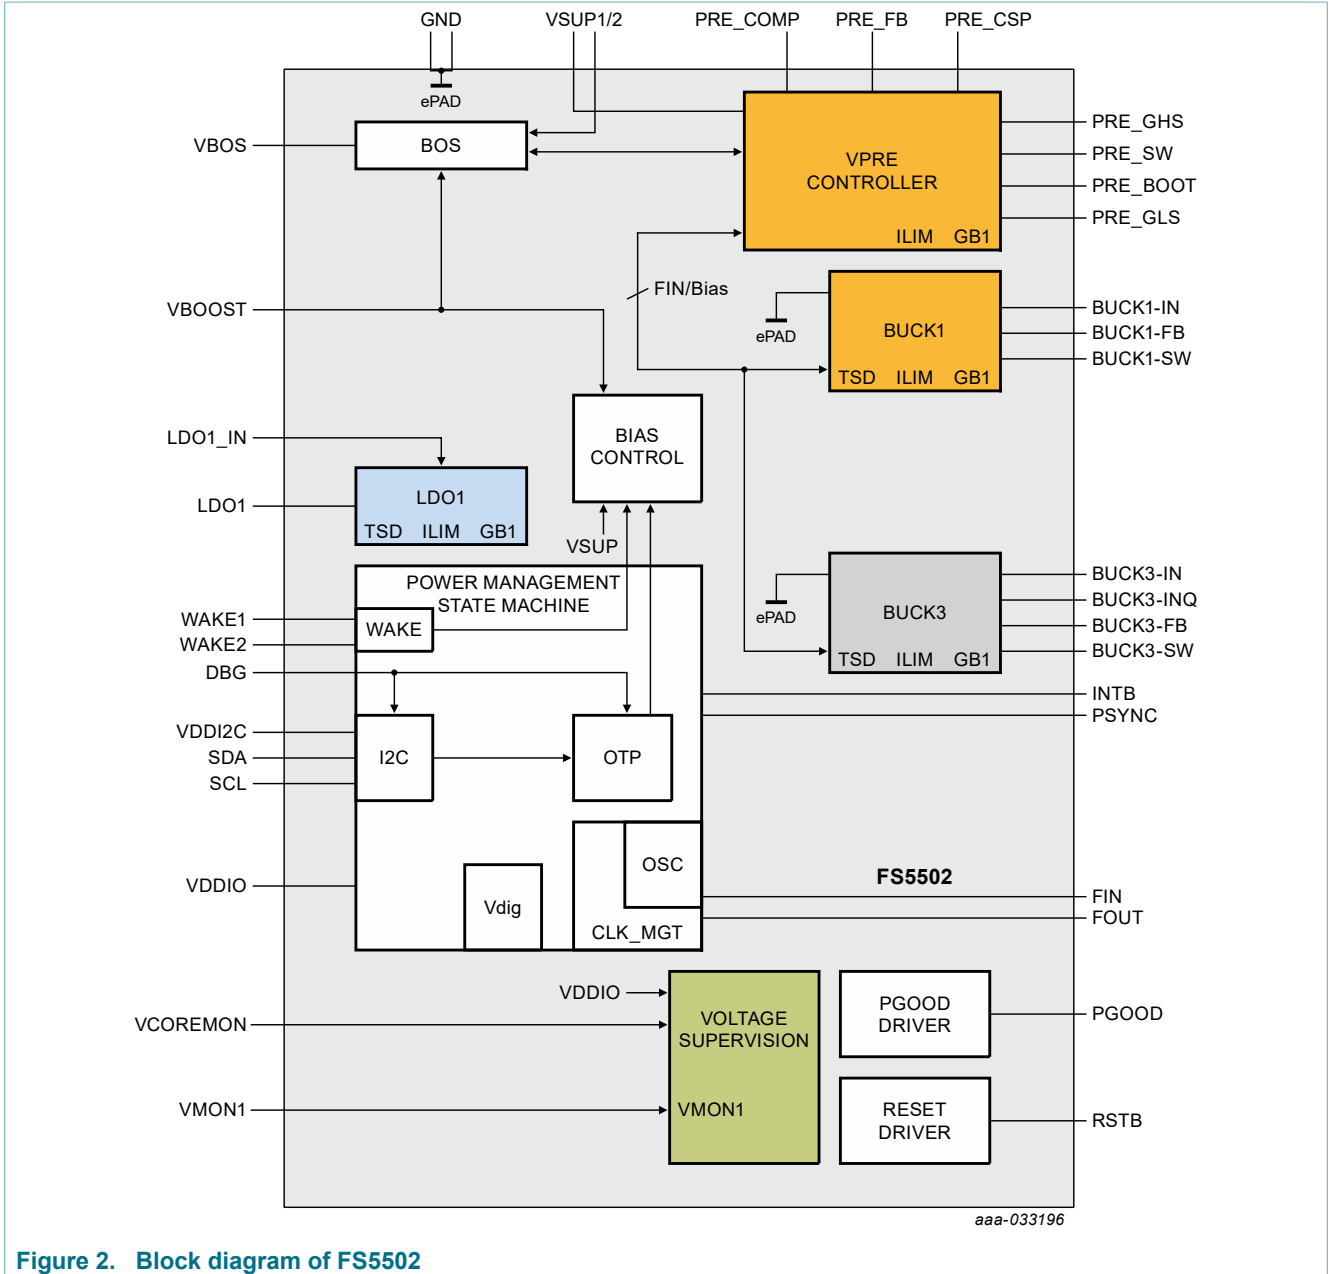 GND
VSUP1/2
PRE_COMP
PRE_FB
PRE_CSP
ePAD
VBOS
BOS
VPRE
CONTROLLER
ILIM GB1
PRE_GHS
PRE_SW
PRE_BOOT
PRE_GLS
FIN/Bias
VBOOST
ePAD
BUCK1
TSD ILIM GB1
BUCK1-IN
BUCK1-FB
BUCK1-SW
BIAS
CONTROL
LDO1_IN
LDO1
LDO1
TSD ILIM GB1
VSUP
POWER MANAGEMENT
STATE MACHINE
WAKE1
WAKE2
WAKE
DBG
ePAD
BUCK3
TSD ILIM GB1
BUCK3-IN
BUCK3-INQ
BUCK3-FB
BUCK3-SW
INTB
PSYNC
VDDI2C
SDA
SCL
I2C
OTP
OSC
CLK_MGT
Vdig
VDDIO
FS5502
FIN
FOUT
VDDIO
VCOREMON
VOLTAGE
SUPERVISION
VMON1
VMON1
PGOOD
DRIVER
PGOOD
RESET
DRIVER
RSTB
aaa-033196
Figure 2. Block diagram of FS5502